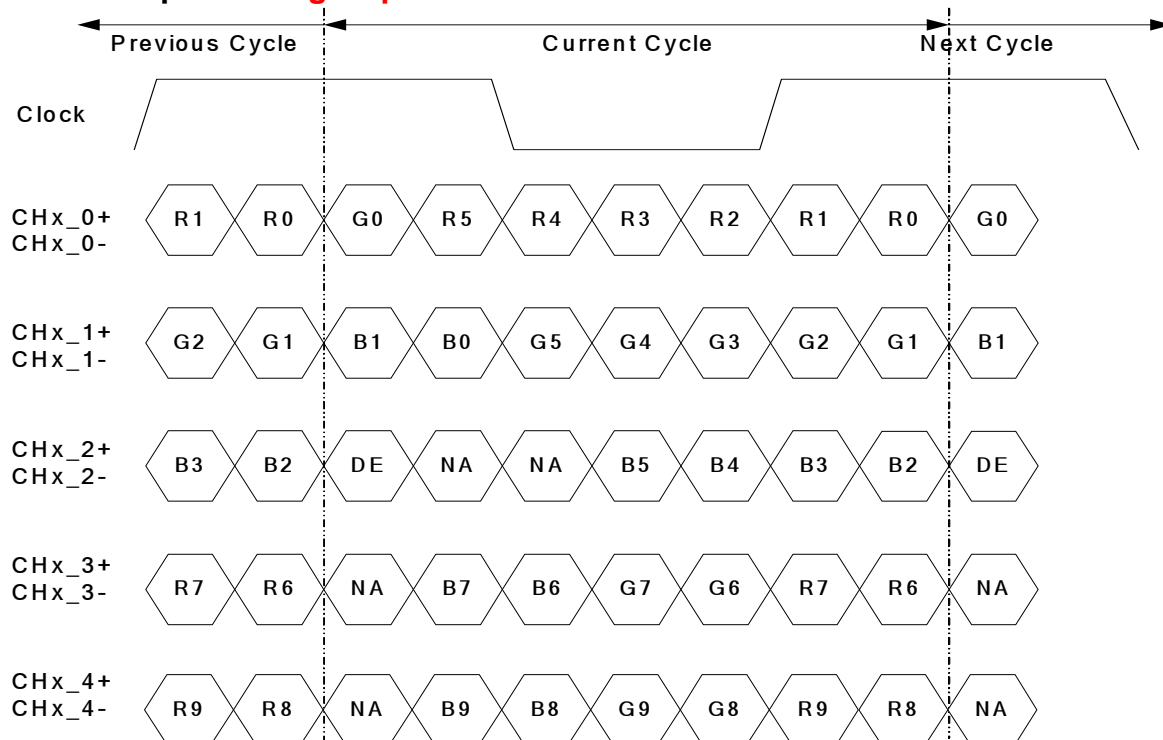 Previous Cycle Current Cycle Next Cycle
Clock
CHx_0+ R1 R0 G0 R5 R4 R3 R2 R1 R0 G0
CHx_0-
CHx_1+ G2 G1 B1 B0 G5 G4 G3 G2 G1 B1
CHx_1-
CHx_2+ B3 B2 DE NA NA B5 B4 B3 B2 DE
CHx_2-
CHx_3+ R7 R6 NA B7 B6 G7 G6 R7 R6 NA
CHx_3-
CHx_4+ R9 R8 NA B9 B8 G9 G8 R9 R8 NA
CHx_4-